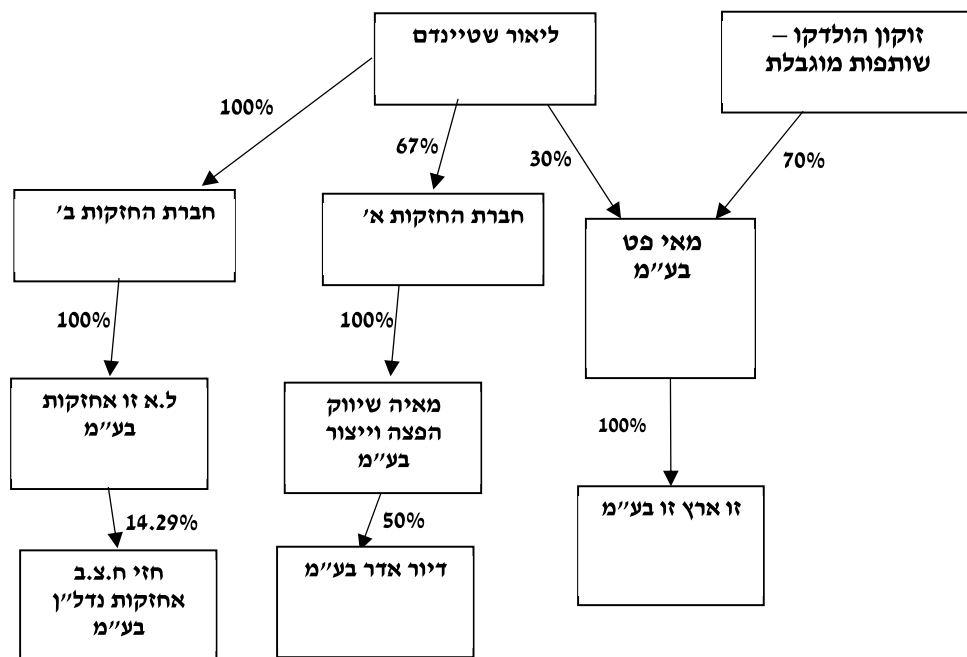 ליאור שטיינדם
זוקון הולדקו –
שותפות מוגבלת
100%
67%
30%
70%
חברת החזקות ב'
חברת החזקות א'
מאי פט
בע"מ
100%
100%
100%
ל.א זו אחזקות
בע"מ
מאיה שיווק
הפצה וייצור
בע"מ
זו ארץ זו בע"מ
14.29%
50%
חזי ח.צ.ב
אחזקות נדל"ן
בע"מ
דיור אדר בע"מ